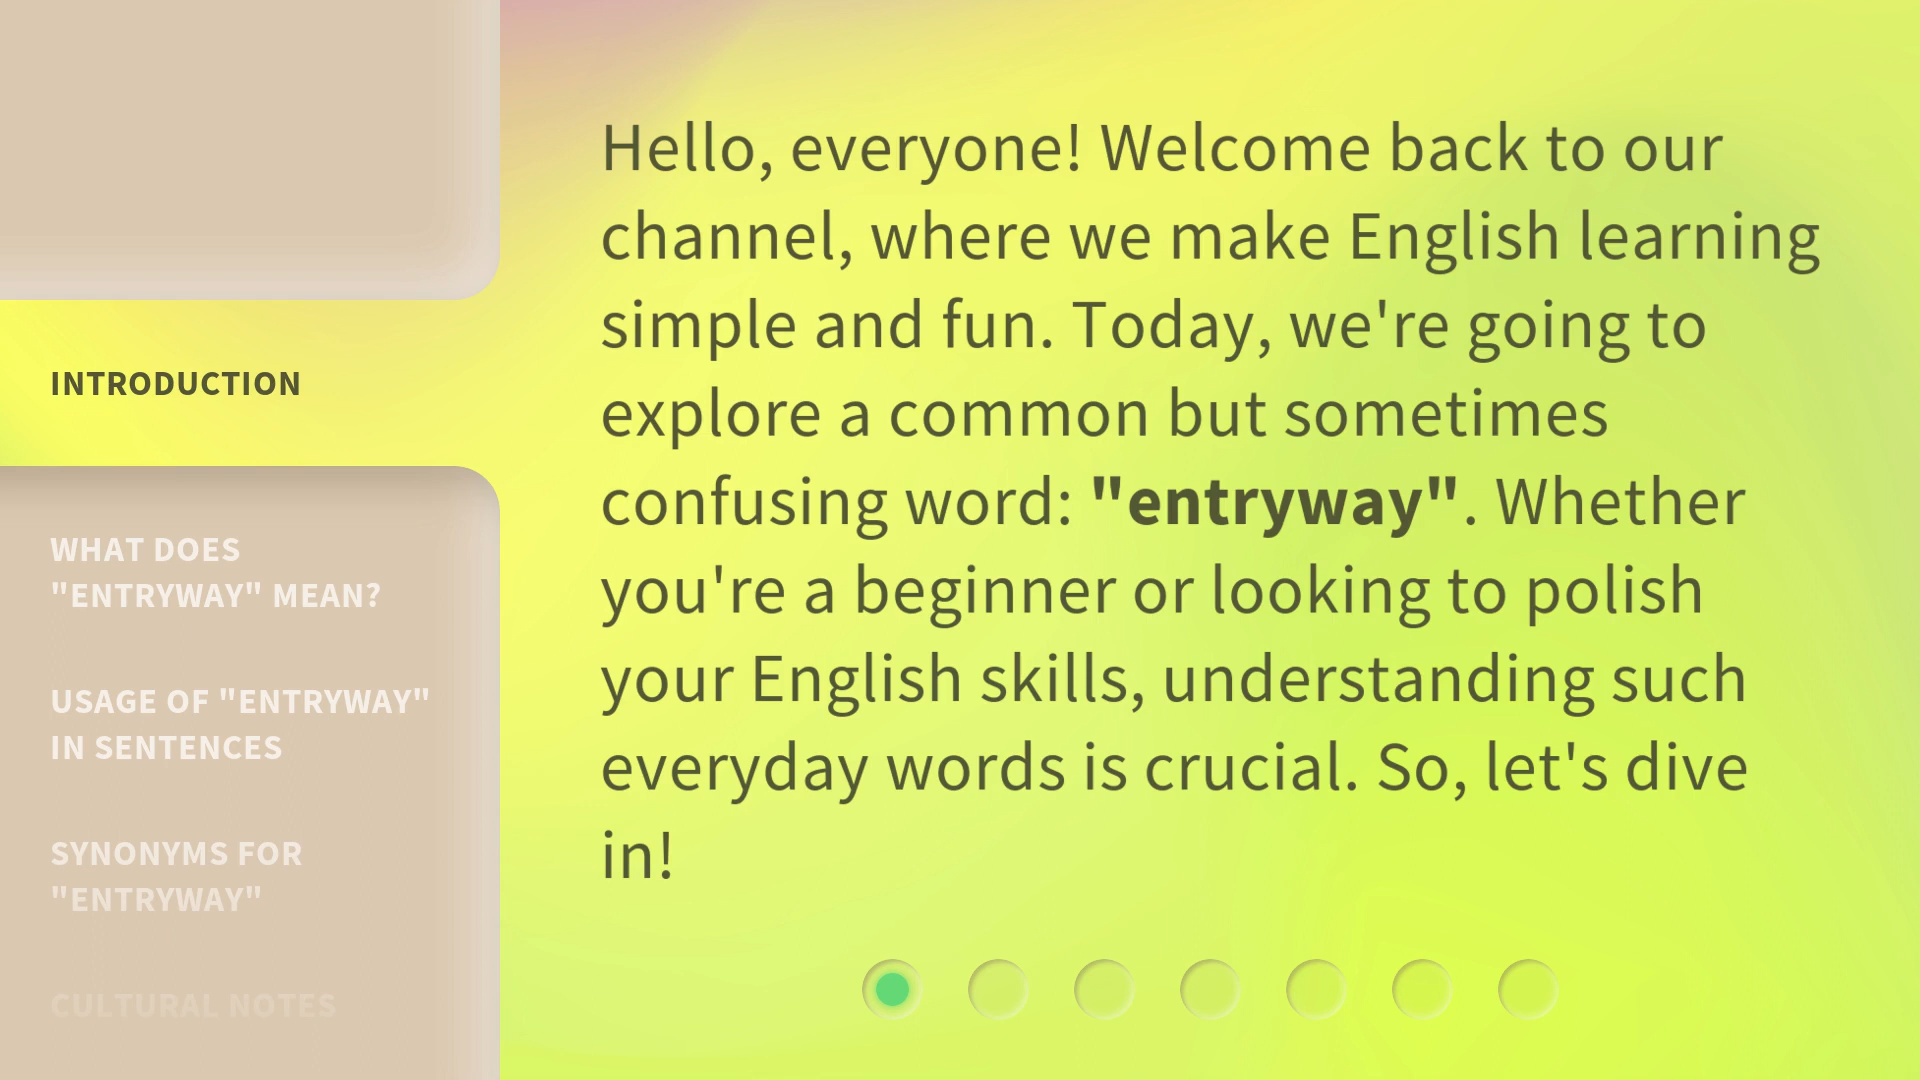 INTRODUCTION
WHAT DOES
"ENTRYWAY" MEAN?
USAGE OF "ENTRYWAY"
IN SENTENCES
SYNONYMS FOR
"ENTRYWAY"
CULTURAL NOTES
Hello, everyone! Welcome back to our
channel, where we make English learning
simple and fun. Today, we're going to
explore a common but sometimes
confusing word: "entryway". Whether
you're a beginner or looking to polish
your English skills, understanding such
everyday words is crucial. So, let's dive
in!